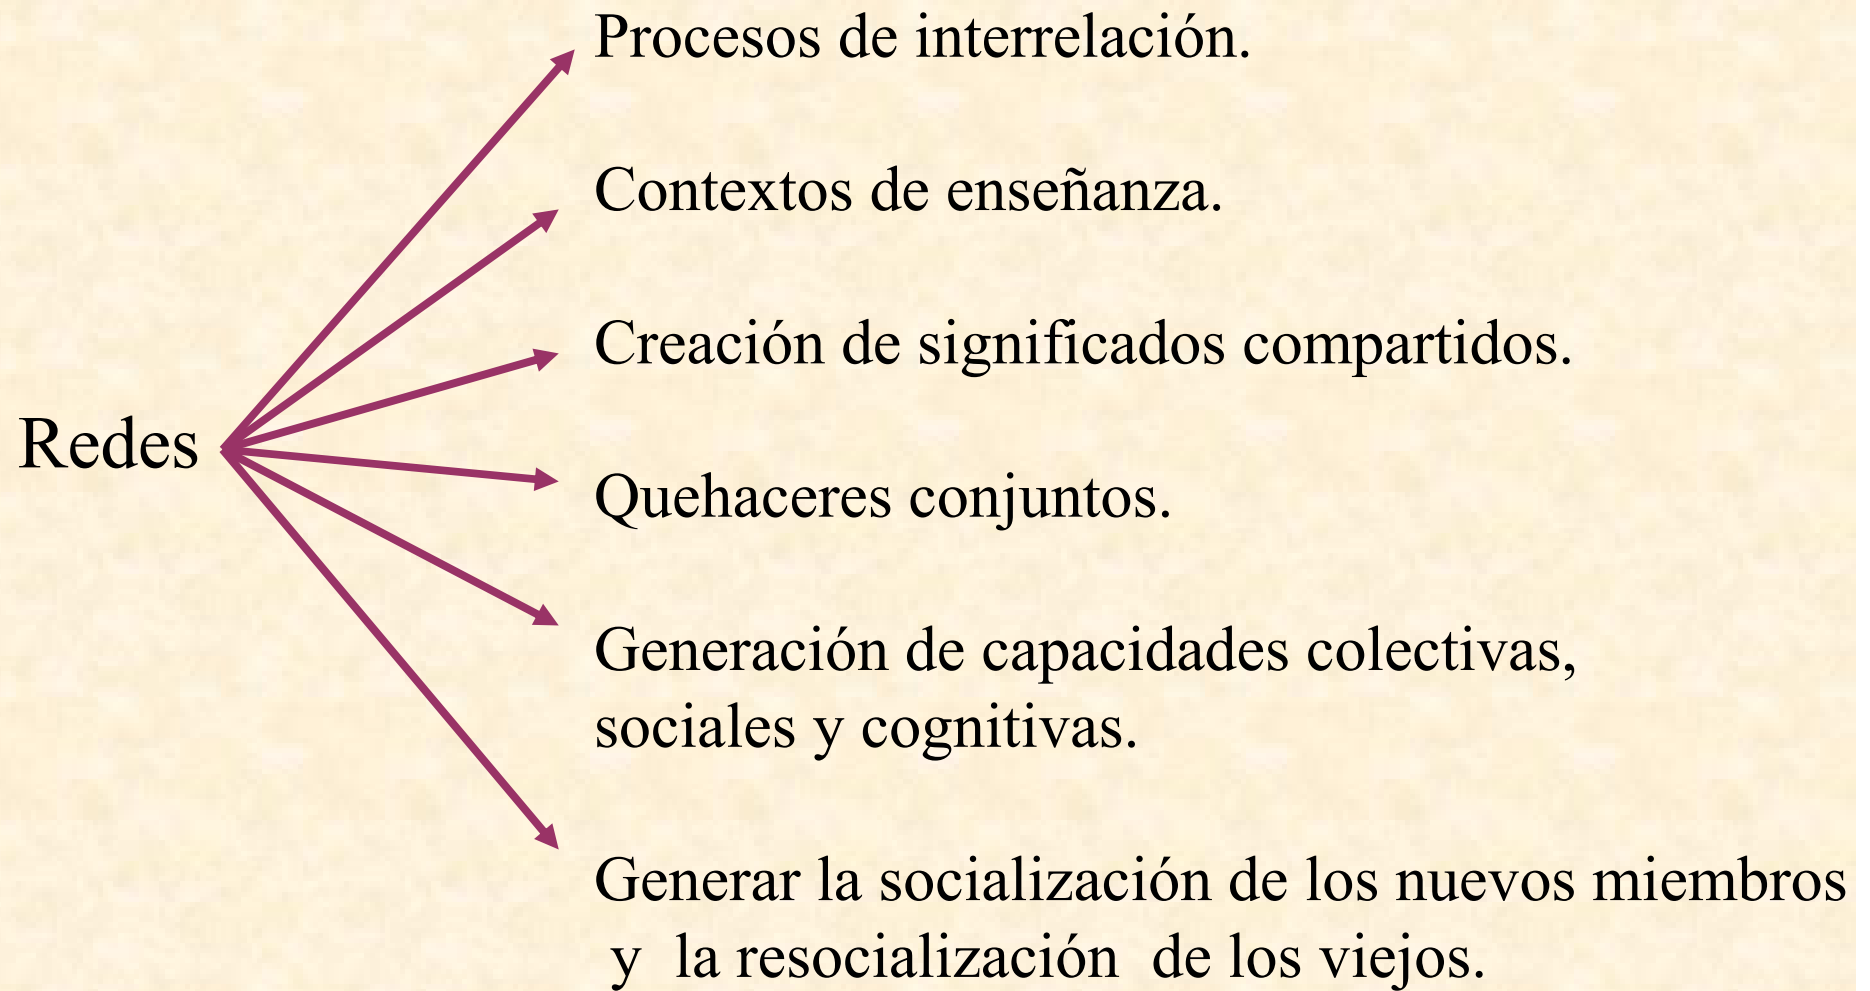 Procesos de interrelación.
Contextos de enseñanza.
Creación de significados compartidos.
Redes
Quehaceres conjuntos.
Generación de capacidades colectivas,
sociales y cognitivas.
Generar la socialización de los nuevos miembros
y la resocialización de los viejos.